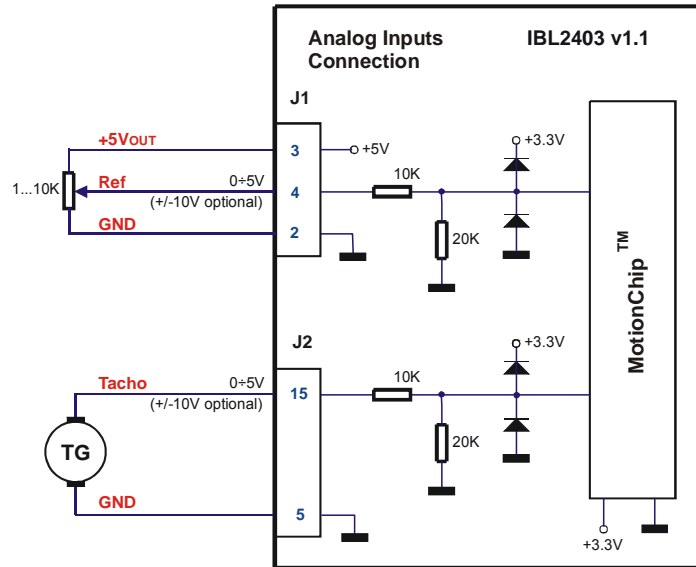 Analog Inputs
Connection
IBL2403 v1.1
J1
+5VOUT
3
+5V
+3.3V
1...10K
Ref
0÷5V
4
10K
(+/-10V optional)
GND
2
20K
MotionChip™
J2
+3.3V
Tacho
0÷5V
15
10K
(+/-10V optional)
20K
TG
GND
5
+3.3V